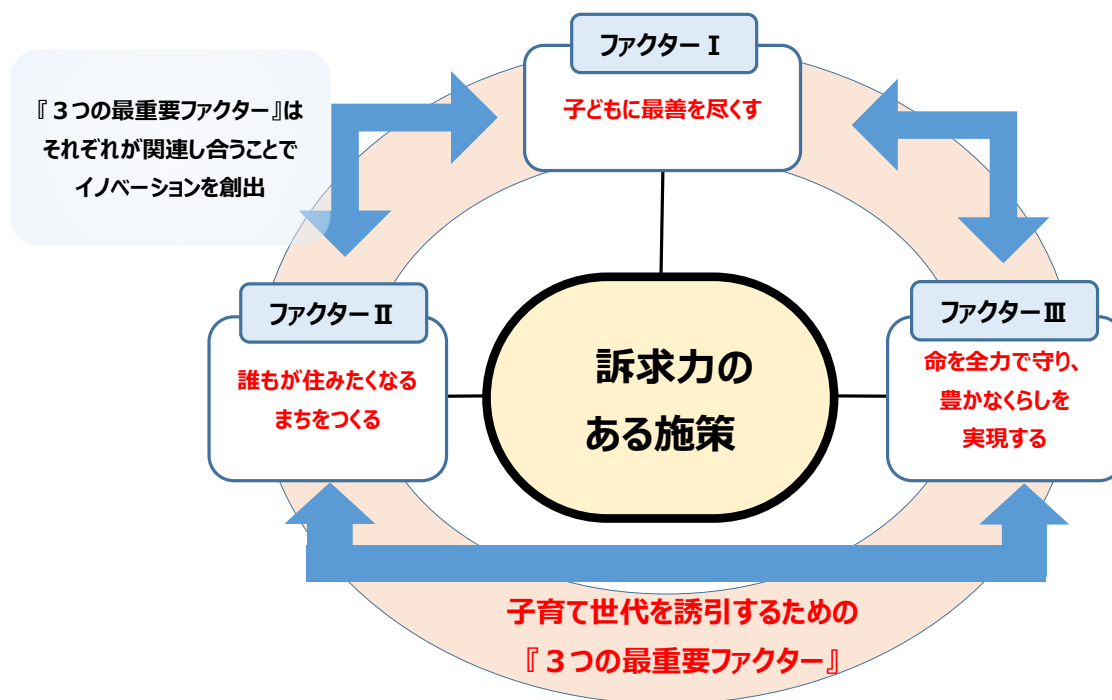 ファクターⅠ
子どもに最善を尽くす
『３つの最重要ファクター』は
それぞれが関連し合うことで
イノベーションを創出
ファクターⅡ
誰もが住みたくなる
まちをつくる
訴求力の
ある施策
ファクターⅢ
命を全力で守り、
豊かなくらしを
実現する
子育て世代を誘引するための
『３つの最重要ファクター』